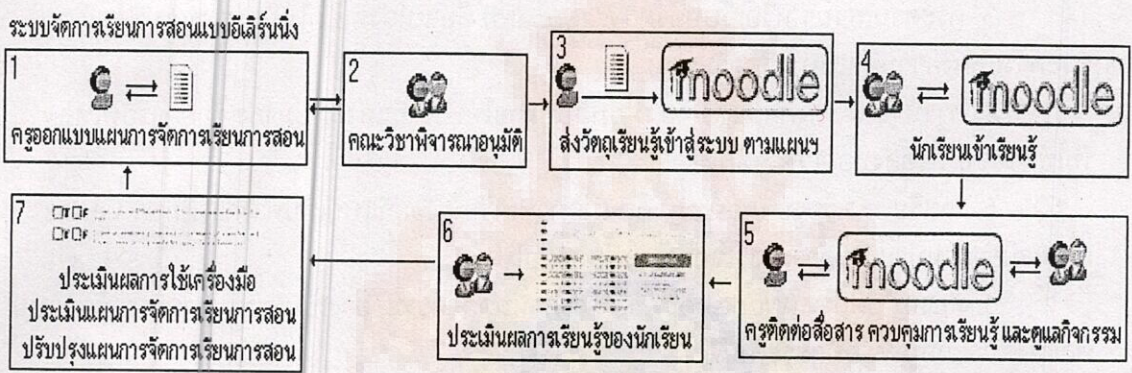 ระบบจัดการเรียนการสอนแบบอีเลิร์นนิ่ง
1
ครูออกแบบแผนการจัดการเรียนการสอน
2
คณะวิชาพิจารณาอนุมัติ
3
moodle
ส่งวัตถุเรียนรู้เข้าสู่ระบบ ตามแผนฯ
4
moodle
นักเรียนเข้าเรียนรู้
5
moodle
ครูติดต่อสื่อสาร ควบคุมการเรียนรู้ และดูแลกิจกรรม
6
ประเมินผลการเรียนรู้ของนักเรียน
7
T F
T F
ประเมินผลการใช้เครื่องมือ
ประเมินแผนการจัดการเรียนการสอน
ปรับปรุงแผนการจัดการเรียนการสอน